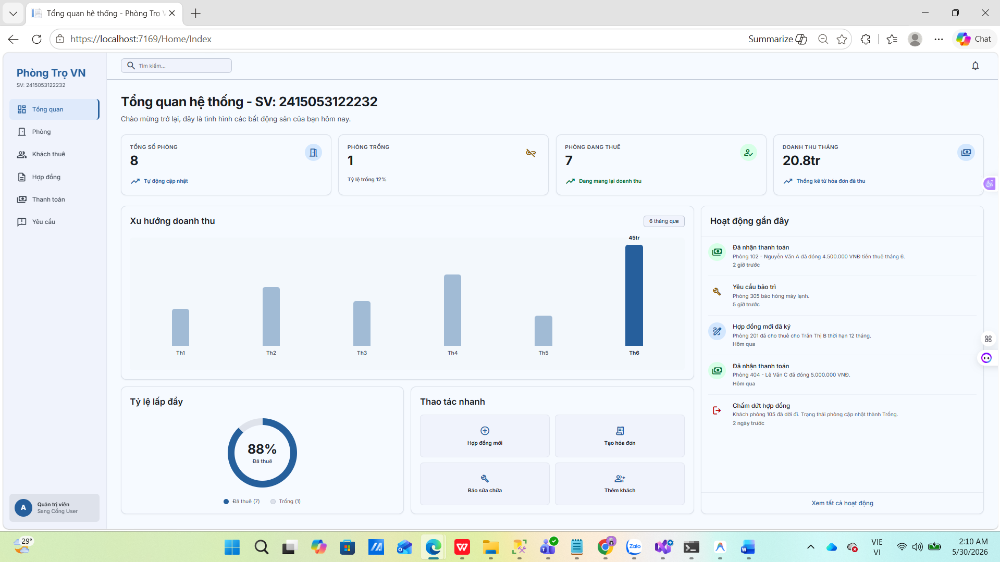 Tổng quan hệ thống - Phòng Trọ V
https://localhost:7169/Home/Index
Summarize
Chat
Phòng Trọ VN
SV: 2415053122232
Tìm kiếm...
Tổng quan
Phòng
Khách thuê
Hợp đồng
Thanh toán
Yêu cầu
Tổng quan hệ thống - SV: 2415053122232
Chào mừng trở lại, đây là tình hình các bất động sản của bạn hôm nay.
TỔNG SỐ PHÒNG
8
Tự động cập nhật
PHÒNG TRỐNG
1
Tỷ lệ trống 12%
PHÒNG ĐANG THUÊ
7
Đang mang lại doanh thu
DOANH THU THÁNG
20.8tr
Thống kê từ hóa đơn đã thu
Xu hướng doanh thu
6 tháng qua
45tr
Th1
Th2
Th3
Th4
Th5
Th6
Hoạt động gần đây
Đã nhận thanh toán
Phòng 102 - Nguyễn Văn A đã đóng 4.500.000 VNĐ tiền thuê tháng 6.
2 giờ trước
Yêu cầu bảo trì
Phòng 305 báo hỏng máy lạnh.
5 giờ trước
Hợp đồng mới đã ký
Phòng 201 đã cho thuê cho Trần Thị B thời hạn 12 tháng.
Hôm qua
Đã nhận thanh toán
Phòng 404 - Lê Văn C đã đóng 5.000.000 VNĐ.
Hôm qua
Chấm dứt hợp đồng
Khách phòng 105 đã dời đi. Trạng thái phòng cập nhật thành Trống.
2 ngày trước
Xem tất cả hoạt động
Tỷ lệ lấp đầy
88%
Đã thuê
Đã thuê (7)
Trống (1)
Thao tác nhanh
Hợp đồng mới
Tạo hóa đơn
Báo sửa chữa
Thêm khách
A
Quản trị viên
Sang Cống User
29°
Zalo
VIE
VI
2:10 AM
5/30/2026